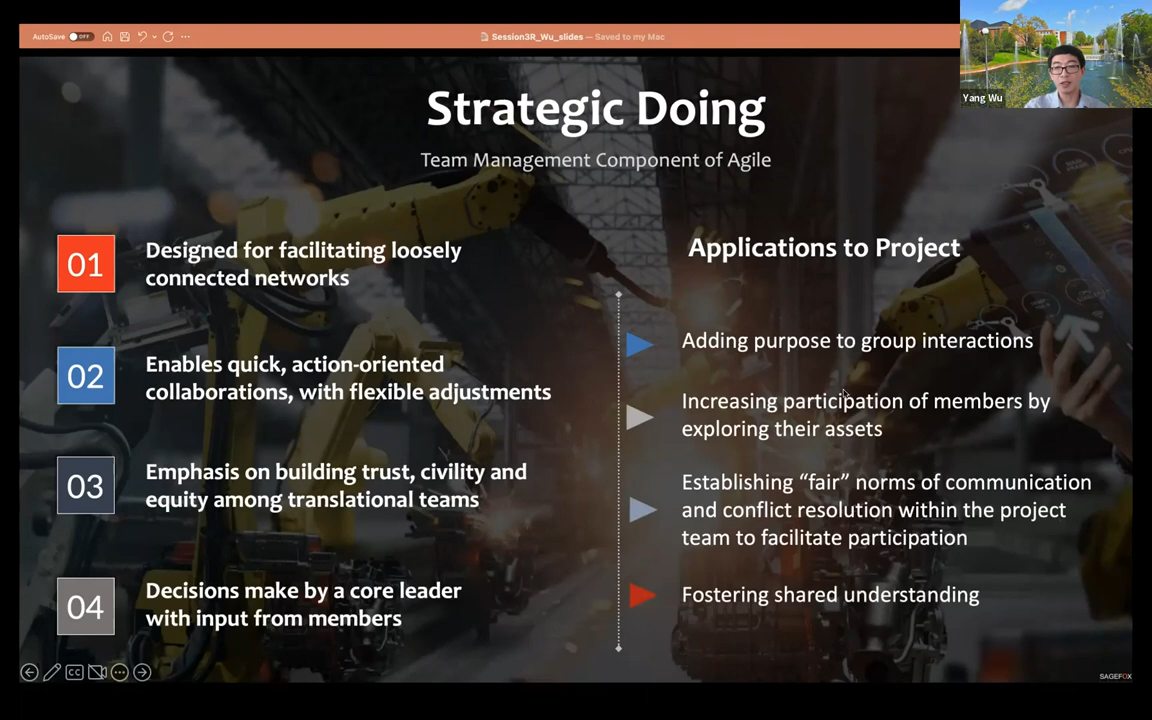 AutoSave OFF
Session3R_Wu_slides — Saved to my Mac
Yang Wu
Strategic Doing
Team Management Component of Agile
01
Designed for facilitating loosely
connected networks
02
Enables quick, action-oriented
collaborations, with flexible adjustments
03
Emphasis on building trust, civility and
equity among translational teams
04
Decisions make by a core leader
with input from members
Applications to Project
Adding purpose to group interactions
Increasing participation of members by
exploring their assets
Establishing “fair” norms of communication
and conflict resolution within the project
team to facilitate participation
Fostering shared understanding
CC
SAGEFOX